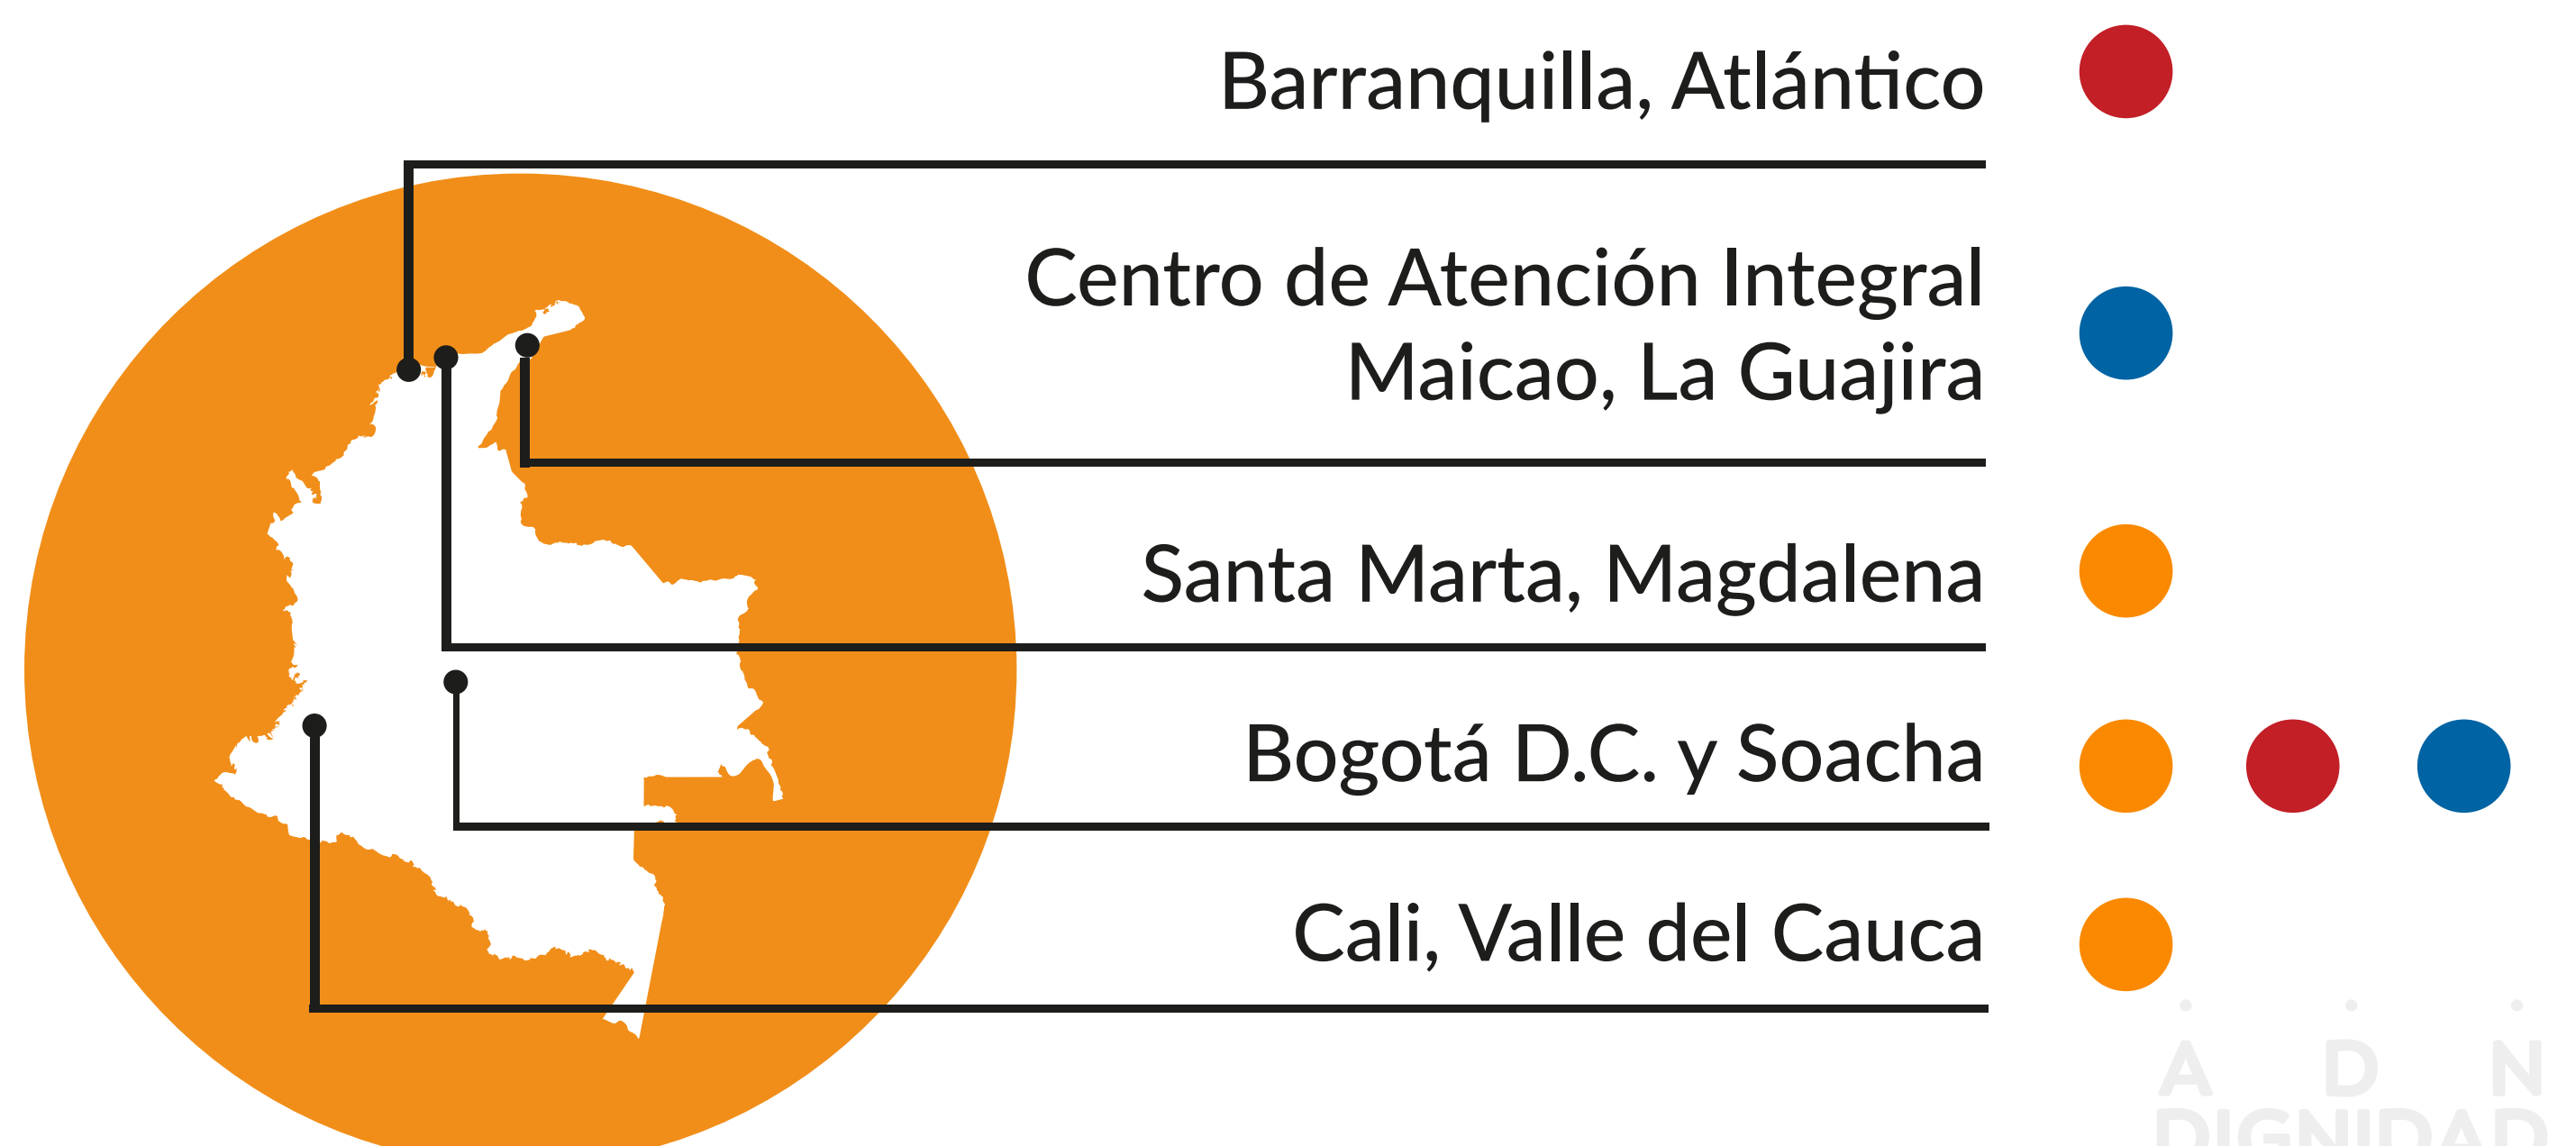 Barranquilla, Atlántico
Centro de Atención Integral
Maicao, La Guajira
Santa Marta, Magdalena
Bogotá D.C. y Soacha
Cali, Valle del Cauca
A D N
DIGNIDAD